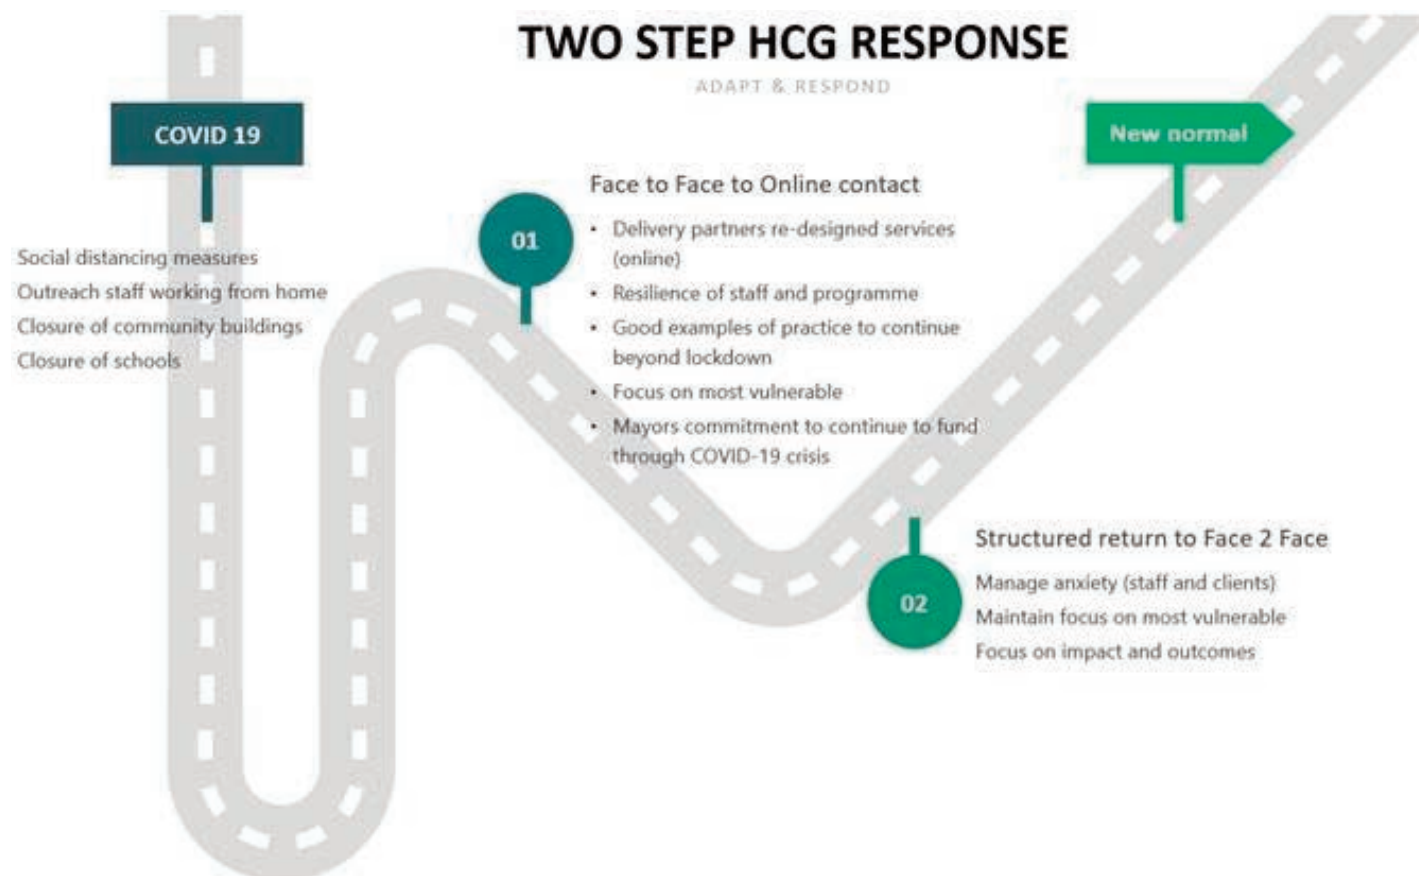 TWO STEP HCG RESPONSE
ADAPT & RESPOND
COVID 19
Social distancing measures
Outreach staff working from home
Closure of community buildings
Closure of schools
01
Face to Face to Online contact
• Delivery partners re-designed services
(online)
• Resilience of staff and programme
• Good examples of practice to continue
beyond lockdown
• Focus on most vulnerable
• Mayors commitment to continue to fund
through COVID-19 crisis
02
Structured return to Face 2 Face
Manage anxiety (staff and clients)
Maintain focus on most vulnerable
Focus on impact and outcomes
New normal